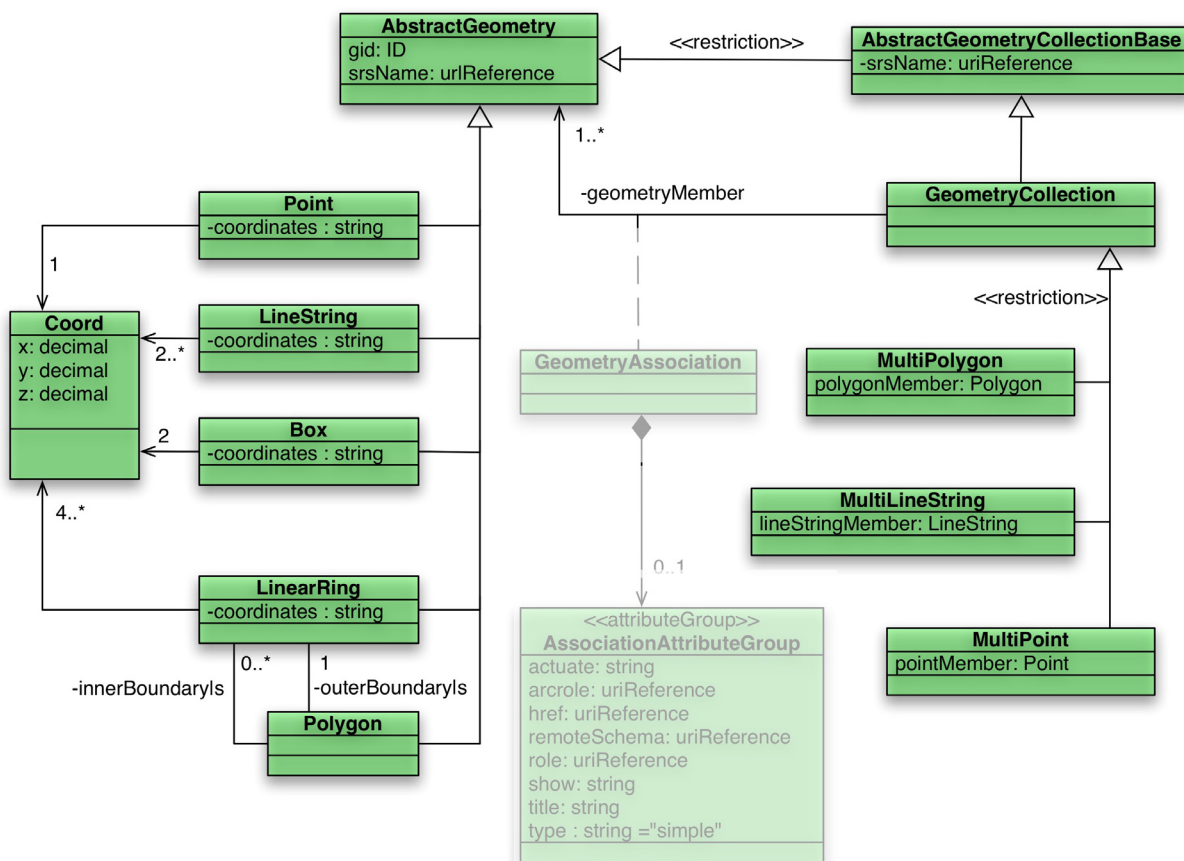 AbstractGeometry
gid: ID
srsName: urlReference
<<restriction>>
AbstractGeometryCollectionBase
-srsName: uriReference
1..*
-geometryMember
GeometryCollection
<<restriction>>
Point
-coordinates : string
1
Coord
x: decimal
y: decimal
z: decimal
LineString
-coordinates : string
2..*
Box
-coordinates : string
2
4..*
LinearRing
-coordinates : string
0..*
1
-innerBoundaryIs
-outerBoundaryIs
Polygon
GeometryAssociation
0..1
<<attributeGroup>>
AssociationAttributeGroup
actuate: string
arcrole: uriReference
href: uriReference
remoteSchema: uriReference
role: uriReference
show: string
title: string
type : string ="simple"
MultiPolygon
polygonMember: Polygon
MultiLineString
lineStringMember: LineString
MultiPoint
pointMember: Point